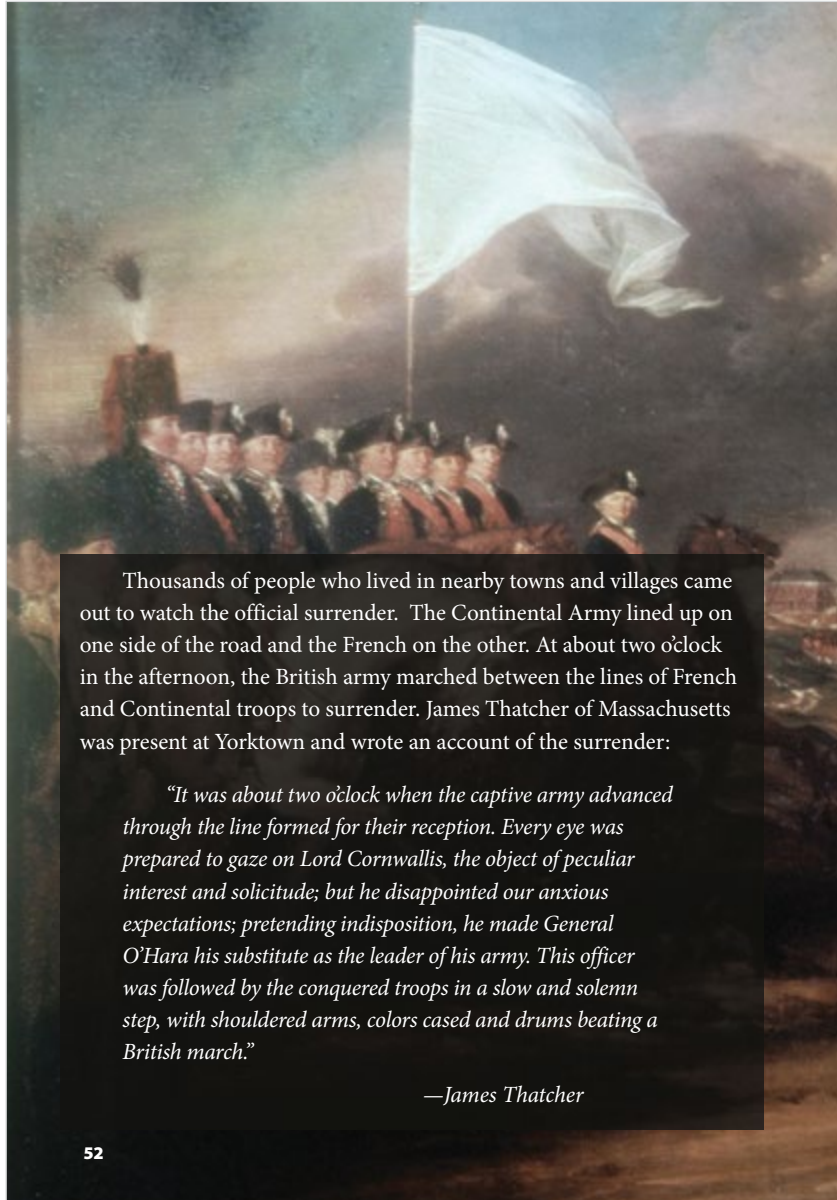 Thousands of people who lived in nearby towns and villages came
out to watch the official surrender.  The Continental Army lined up on
one side of the road and the French on the other. At about two o’clock
in the afternoon, the British army marched between the lines of French
and Continental troops to surrender. James Thatcher of Massachusetts
was present at Yorktown and wrote an account of the surrender:
“It was about two o’clock when the captive army advanced
through the line formed for their reception. Every eye was
prepared to gaze on Lord Cornwallis, the object of peculiar
interest and solicitude; but he disappointed our anxious
expectations; pretending indisposition, he made General
O’Hara his substitute as the leader of his army. This officer
was followed by the conquered troops in a slow and solemn
step, with shouldered arms, colors cased and drums beating a
British march.”
—James Thatcher
52